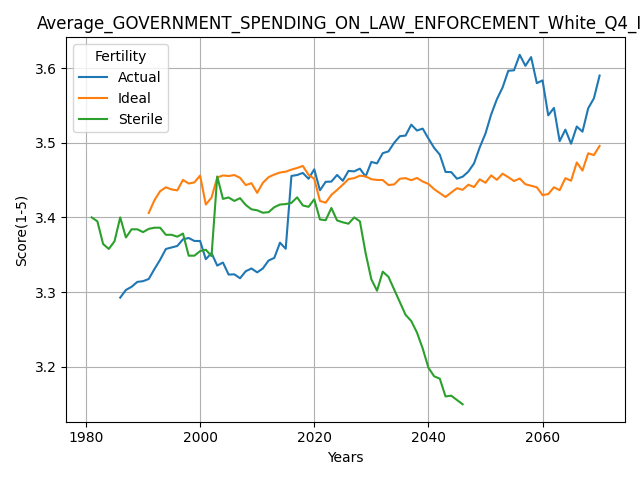 Average_GOVERNMENT_SPENDING_ON_LAW_ENFORCEMENT_White_Q4_I
Fertility
Actual
Ideal
Sterile
Score(1-5)
3.6
3.5
3.4
3.3
3.2
1980 2000 2020 2040 2060
Years